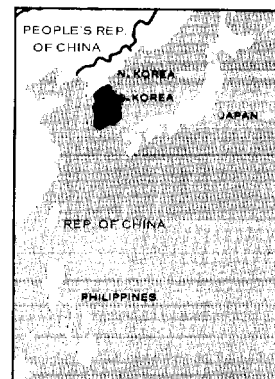 PEOPLE'S REP.
OF CHINA
N. KOREA
KOREA
JAPAN
REP. OF CHINA
PHILIPPINES